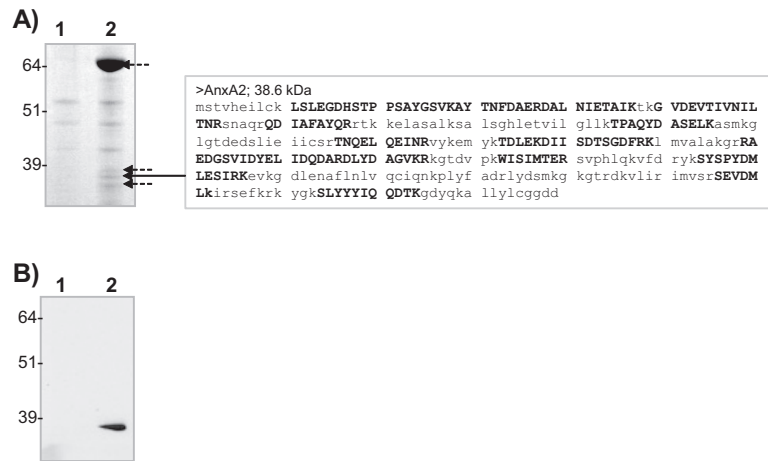 A)
1 2
64-
51-
39-
>AnxA2; 38.6 kDa
mstvheilck LSLEGDHSTP PSAYGSVKAY TNFDAERDAL NIETAIKtkG VDEVTIVNIL
TNRsnaqrQD IAFAYQRrtk kelasalksa lsghletvil gllkTPAQYD ASELKasmkg
lgtdedslie iicsrTNQEL QEINRvykem ykTDLEKDII SDTSGDFRKl mvalakgrRA
EDGSVIDYEL IDQDARDLYD AGVKRkgtdv pkWISIMTER svphlqkvfd rykSYSPYDM
LESIRKevkg dlenaflnlv qciqnkplyf adrlydsmkg kgtrdkvlir imvsrSEVDM
Lkirsefkrk ygkSLYYYIQ QDTKgdyqka llylcggdd
B)
1 2
64-
51-
39-